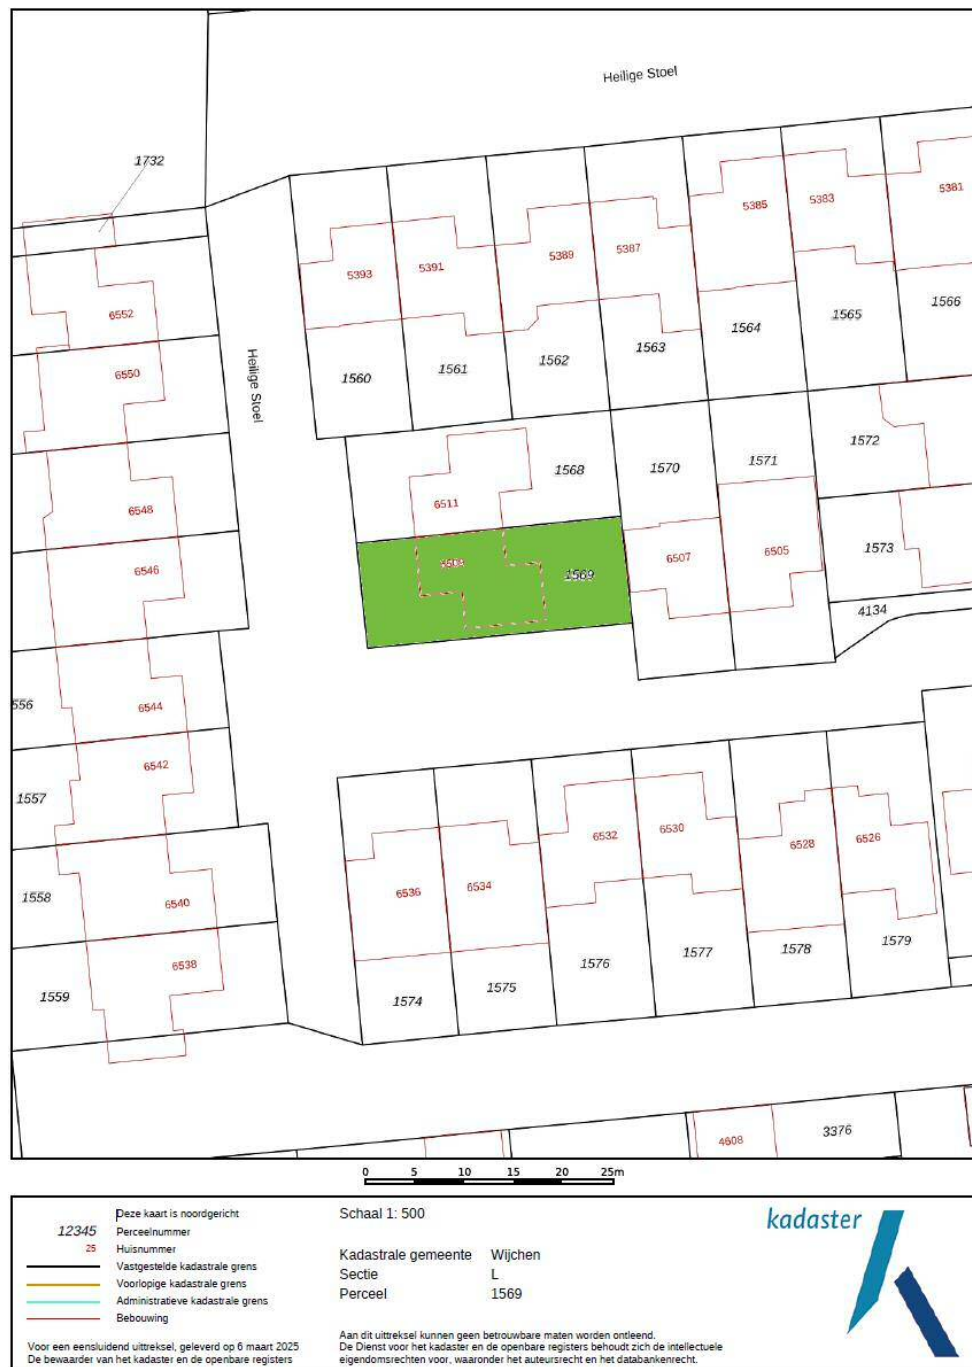 Heilige Stoel
1732
5381
5385
5383
5387
5389
5391
5393
6552
1566
1565
1564
1563
1562
1561
1560
Heilige Stoel
6550
1572
1571
1570
1568
6511
6548
1573
6505
6507
1569
6546
4134
556
6544
6542
1557
6532
6530
6528
6526
6536
6534
1558
6540
1579
1578
1577
1576
1575
1574
6538
1559
4608
3376
0 5 10 15 20 25m
Deze kaart is noordgericht
12345 Perceelnummer
25 Huisnummer
Vastgestelde kadastrale grens
Voorlopige kadastrale grens
Administratieve kadastrale grens
Bebouwing
Voor een eensluidend uittreksel, geleverd op 6 maart 2025
De bewaarder van het kadaster en de openbare registers
Schaal 1: 500
Kadastrale gemeente Wijchen
Sectie L
Perceel 1569
Aan dit uittreksel kunnen geen betrouwbare maten worden ontleend.
De Dienst voor het kadaster en de openbare registers behoudt zich de intellectuele
eigendomsrechten voor, waaronder het auteursrecht en het databankenrecht.
kadaster